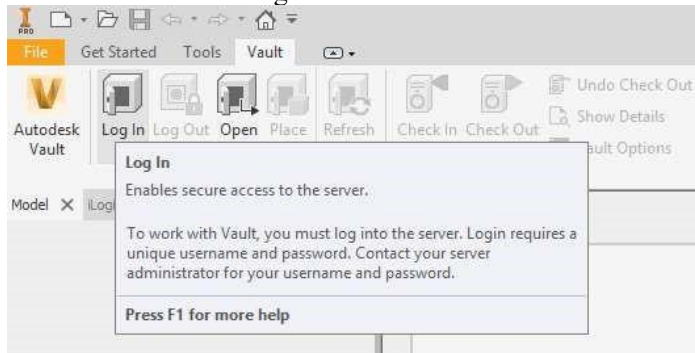 PRO
File Get Started Tools Vault
Autodesk Vault
Log In Log Out Open Place Refresh Check In Check Out
Undo Check Out
Show Details
ault Options
Model iLogi
Log In
Enables secure access to the server.
To work with Vault, you must log into the server. Login requires a
unique username and password. Contact your server
administrator for your username and password.
Press F1 for more help